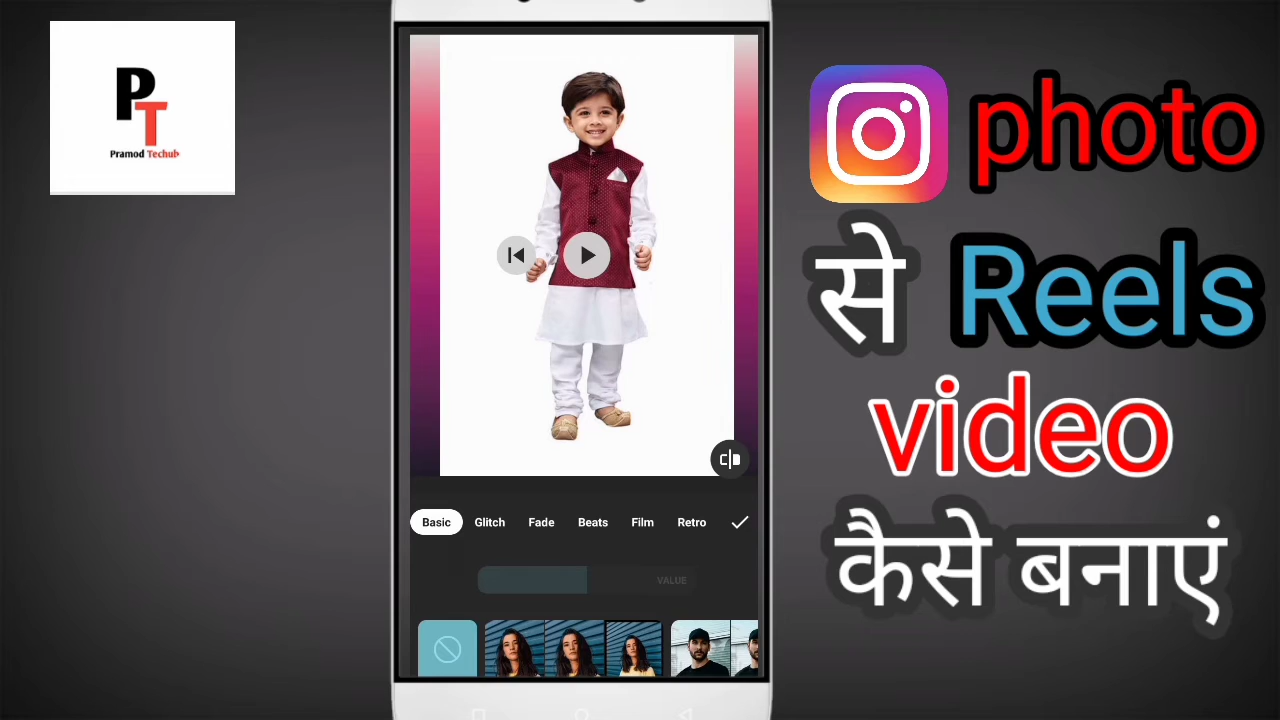 PT
Pramod Techub
photo
से Reels
video
कैसे बनाएं
Basic Glitch Fade Beats Film Retro
VALUE